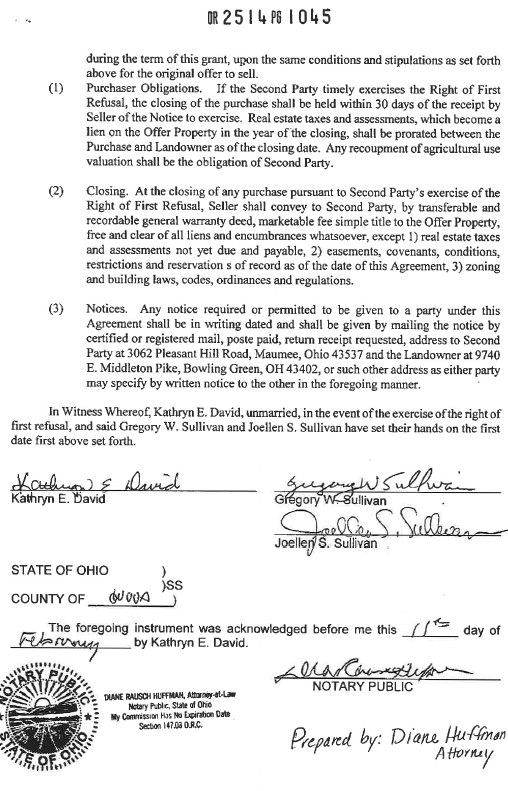 OR 2514 PG 1045
during the term of this grant, upon the same conditions and stipulations as set forth
above for the original offer to sell.
(1) Purchaser Obligations. If the Second Party timely exercises the Right of First
Refusal, the closing of the purchase shall be held within 30 days of the receipt by
Seller of the Notice to exercise. Real estate taxes and assessments, which become a
lien on the Offer Property in the year of the closing, shall be prorated between the
Purchase and Landowner as of the closing date. Any recoupment of agricultural use
valuation shall be the obligation of Second Party.
(2) Closing. At the closing of any purchase pursuant to Second Party's exercise of the
Right of First Refusal, Seller shall convey to Second Party, by transferable and
recordable general warranty deed, marketable fee simple title to the Offer Property,
free and clear of all liens and encumbrances whatsoever, except 1) real estate taxes
and assessments not yet due and payable, 2) easements, covenants, conditions,
restrictions and reservation s of record as of the date of this Agreement, 3) zoning
and building laws, codes, ordinances and regulations.
(3) Notices. Any notice required or permitted to be given to a party under this
Agreement shall be in writing dated and shall be given by mailing the notice by
certified or registered mail, poste paid, return receipt requested, address to Second
Party at 3062 Pleasant Hill Road, Maumee, Ohio 43537 and the Landowner at 9740
E. Middleton Pike, Bowling Green, OH 43402, or such other address as either party
may specify by written notice to the other in the foregoing manner.
In Witness Whereof, Kathryn E. David, unmarried, in the event of the exercise of the right of
first refusal, and said Gregory W. Sullivan and Joellen S. Sullivan have set their hands on the first
date first above set forth.
Kathryn E David
Kathryn E. David
Gregory W Sullivan
Gregory W. Sullivan
Joellen S. Sullivan
Joellen S. Sullivan
STATE OF OHIO )
)SS
COUNTY OF Wood )
The foregoing instrument was acknowledged before me this 11th day of
February by Kathryn E. David.
NOTARY PUBLIC
NOTARY PUBLIC
STATE OF OHIO
DIANE RAUSCH HUFFMAN, Attorney-at-Law
Notary Public, State of Ohio
My Commission Has No Expiration Date
Section 147.03 O.R.C.
Prepared by: Diane Huffman
Attorney